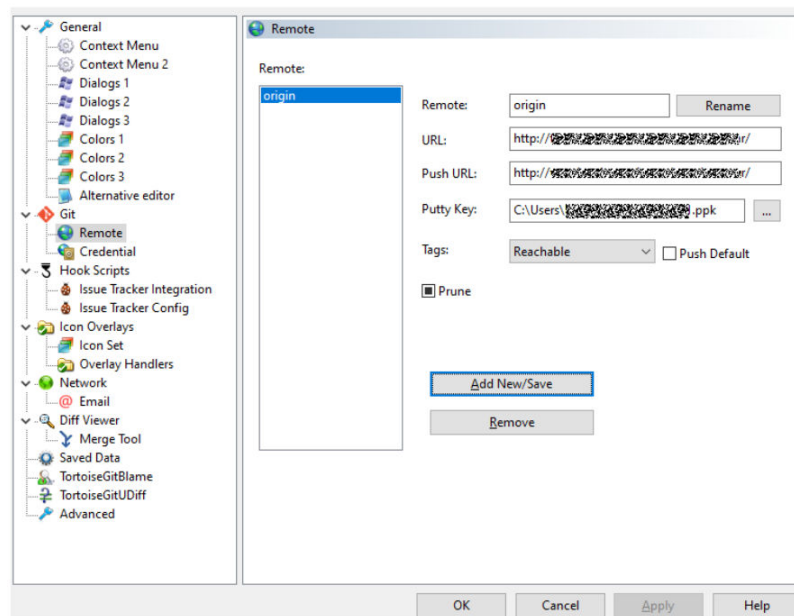 General
Context Menu
Context Menu 2
Dialogs 1
Dialogs 2
Dialogs 3
Colors 1
Colors 2
Colors 3
Alternative editor
Git
Remote
Credential
Hook Scripts
Issue Tracker Integration
Issue Tracker Config
Icon Overlays
Icon Set
Overlay Handlers
Network
Email
Diff Viewer
Merge Tool
Saved Data
TortoiseGitBlame
TortoiseGitUDiff
Advanced
Remote
Remote:
origin
Remote: origin Rename
URL: http:// r/
Push URL: http:// r/
Putty Key: C:\Users\ .ppk ...
Tags: Reachable Push Default
Prune
Add New/Save
Remove
OK Cancel Apply Help